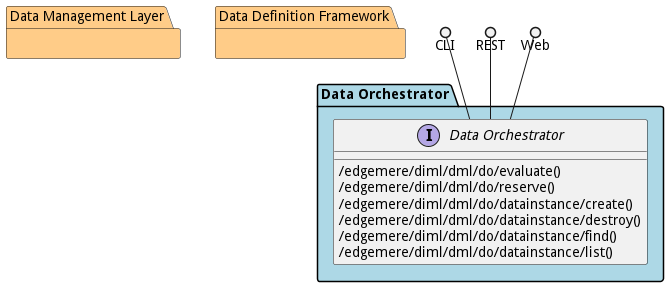 Data Management Layer
Data Definition Framework
CLI
REST
Web
Data Orchestrator
I
Data Orchestrator
/edgemere/diml/dml/do/evaluate()
/edgemere/diml/dml/do/reserve()
/edgemere/diml/dml/do/datainstance/create()
/edgemere/diml/dml/do/datainstance/destroy()
/edgemere/diml/dml/do/datainstance/find()
/edgemere/diml/dml/do/datainstance/list()